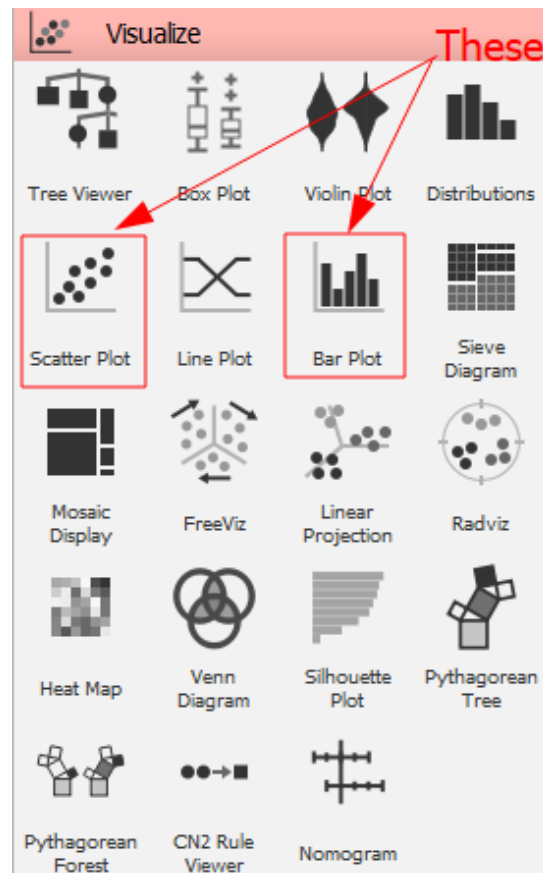 Visualize
These
Tree Viewer
Box Plot
Violin Plot
Distributions
Scatter Plot
Line Plot
Bar Plot
Sieve
Diagram
Mosaic
Display
FreeViz
Linear
Projection
Radviz
Heat Map
Venn
Diagram
Silhouette
Plot
Pythagorean
Tree
Pythagorean
Forest
CN2 Rule
Viewer
Nomogram